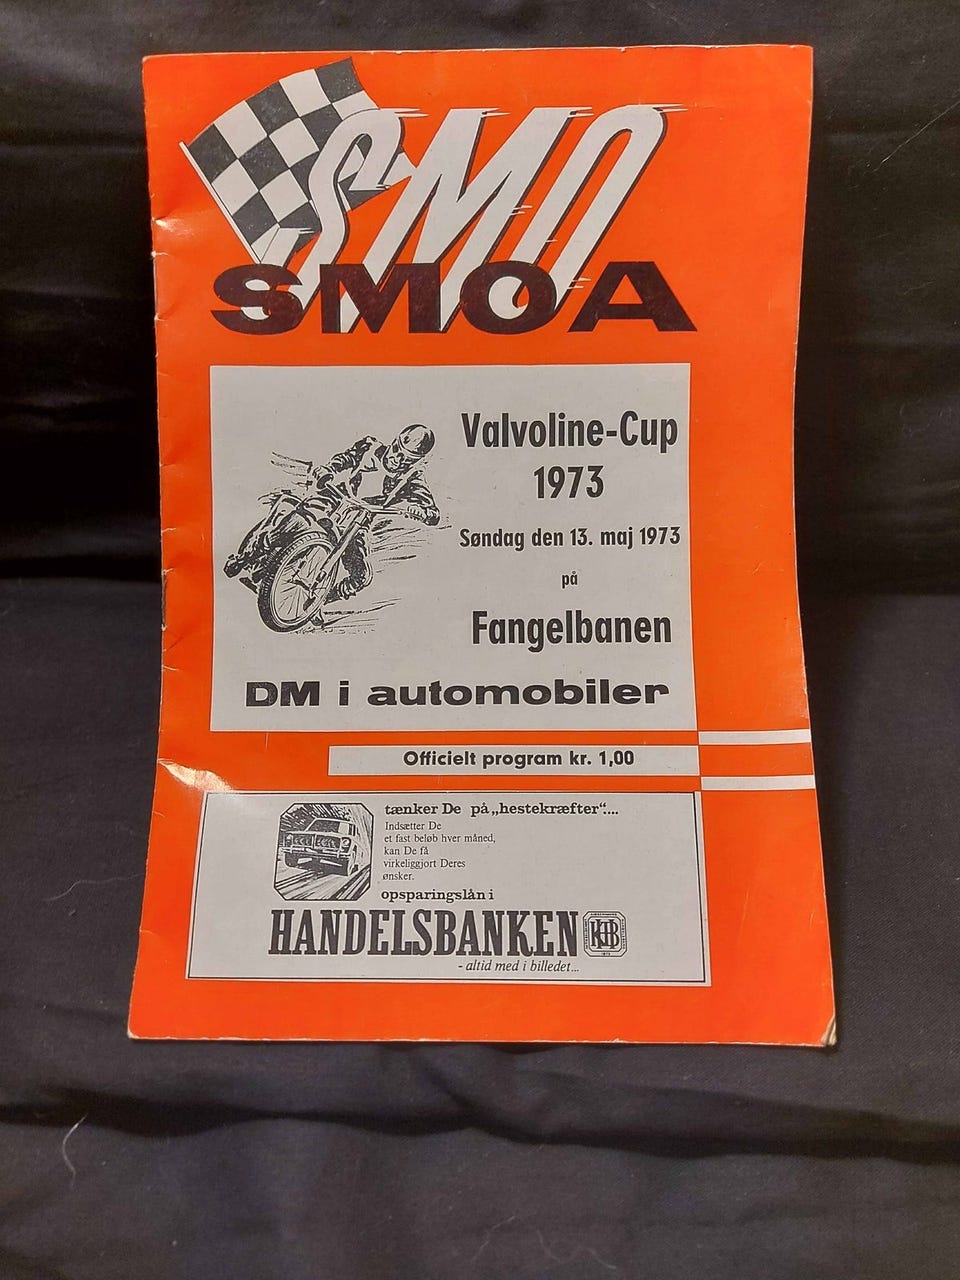 SMO
SMOA
Valvoline-Cup
1973
Søndag den 13. maj 1973
på
Fangelbanen
DM i automobiler
Officielt program kr. 1,00
tænker De på „hestekræfter“....
Indsætter De
et fast beløb hver måned,
kan De få
virkeliggjort Deres
ønsker.
opsparingslån i
HANDELSBANKEN
KHB
1873
- altid med i billedet...